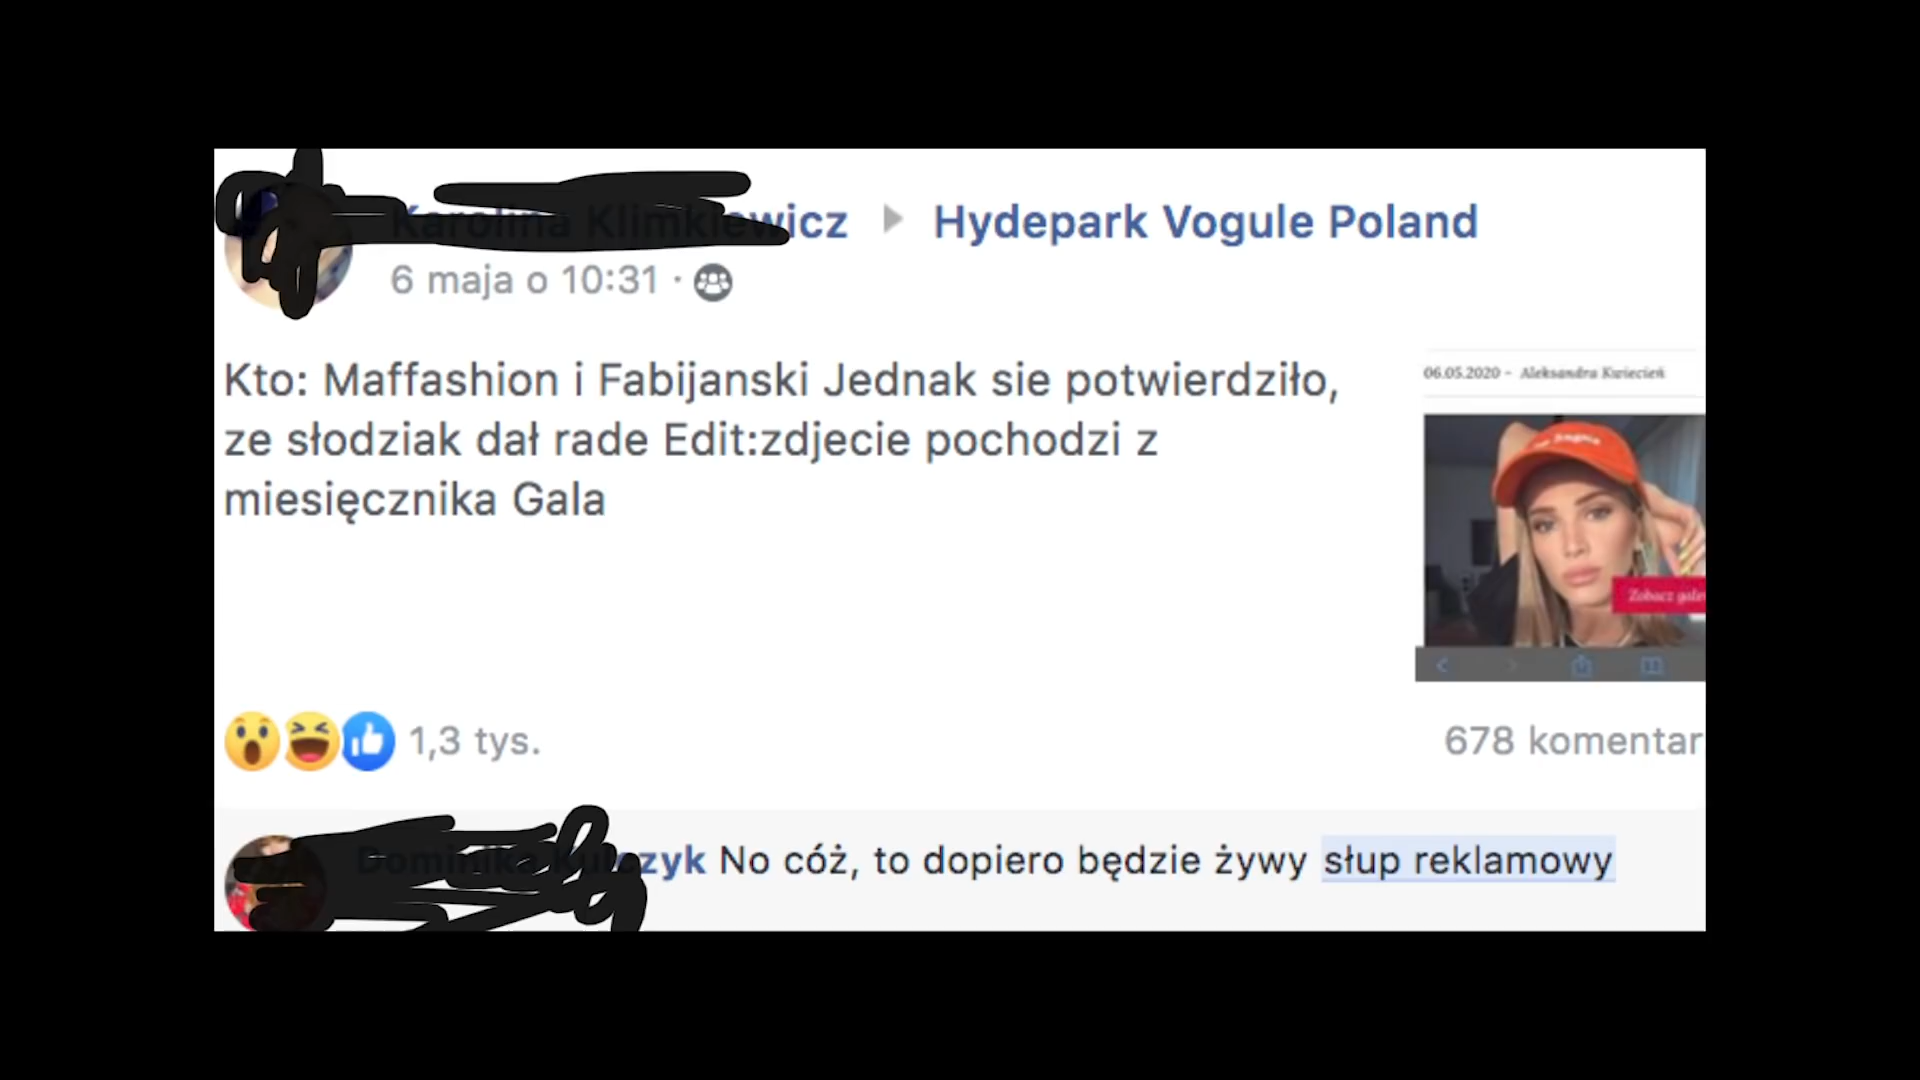 Hydepark Vogule Poland
6 maja o 10:31
Kto: Maffashion i Fabijanski Jednak sie potwierdziło,
ze słodziak dał rade Edit:zdjecie pochodzi z
miesięcznika Gala
06.05.2020 - Aleksandra Kwiecień
Zobacz
1,3 tys.
678 komentar
No cóż, to dopiero będzie żywy słup reklamowy